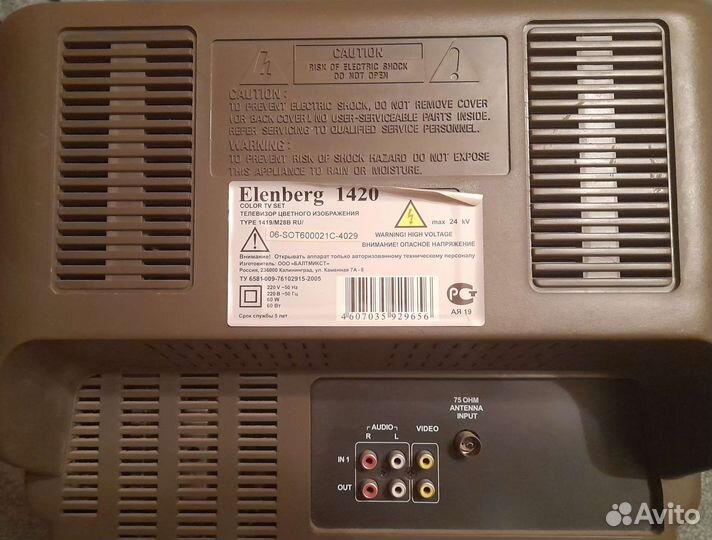 CAUTION
RISK OF ELECTRIC SHOCK
DO NOT OPEN
CAUTION:
TO PREVENT ELECTRIC SHOCK, DO NOT REMOVE COVER
(OR BACK COVER). NO USER-SERVICEABLE PARTS INSIDE.
REFER SERVICING TO QUALIFIED SERVICE PERSONNEL.
WARNING:
TO PREVENT RISK OF SHOCK HAZARD DO NOT EXPOSE
THIS APPLIANCE TO RAIN OR MOISTURE.
Elenberg 1420
COLOR TV SET
ТЕЛЕВИЗОР ЦВЕТНОГО ИЗОБРАЖЕНИЯ
TYPE 1419/M28B RU/
06-SOT600021C-4029
max 24 kV
WARNING! HIGH VOLTAGE
ВНИМАНИЕ! ОПАСНОЕ НАПРЯЖЕНИЕ
Внимание! Открывать аппарат только авторизованному техническому персоналу
Изготовитель: ООО «БАЛТМИКСТ»
Россия, 236000 Калининград, ул. Каменная 7А - 8
ТУ 6581-009-76102915-2005
220 V ~50 Hz
220 В ~50 Гц
60 W
60 Вт
Срок службы 5 лет
4607035 929656
РСТ
АЯ 19
AUDIO
R L
VIDEO
75 OHM
ANTENNA
INPUT
IN 1
OUT
Avito